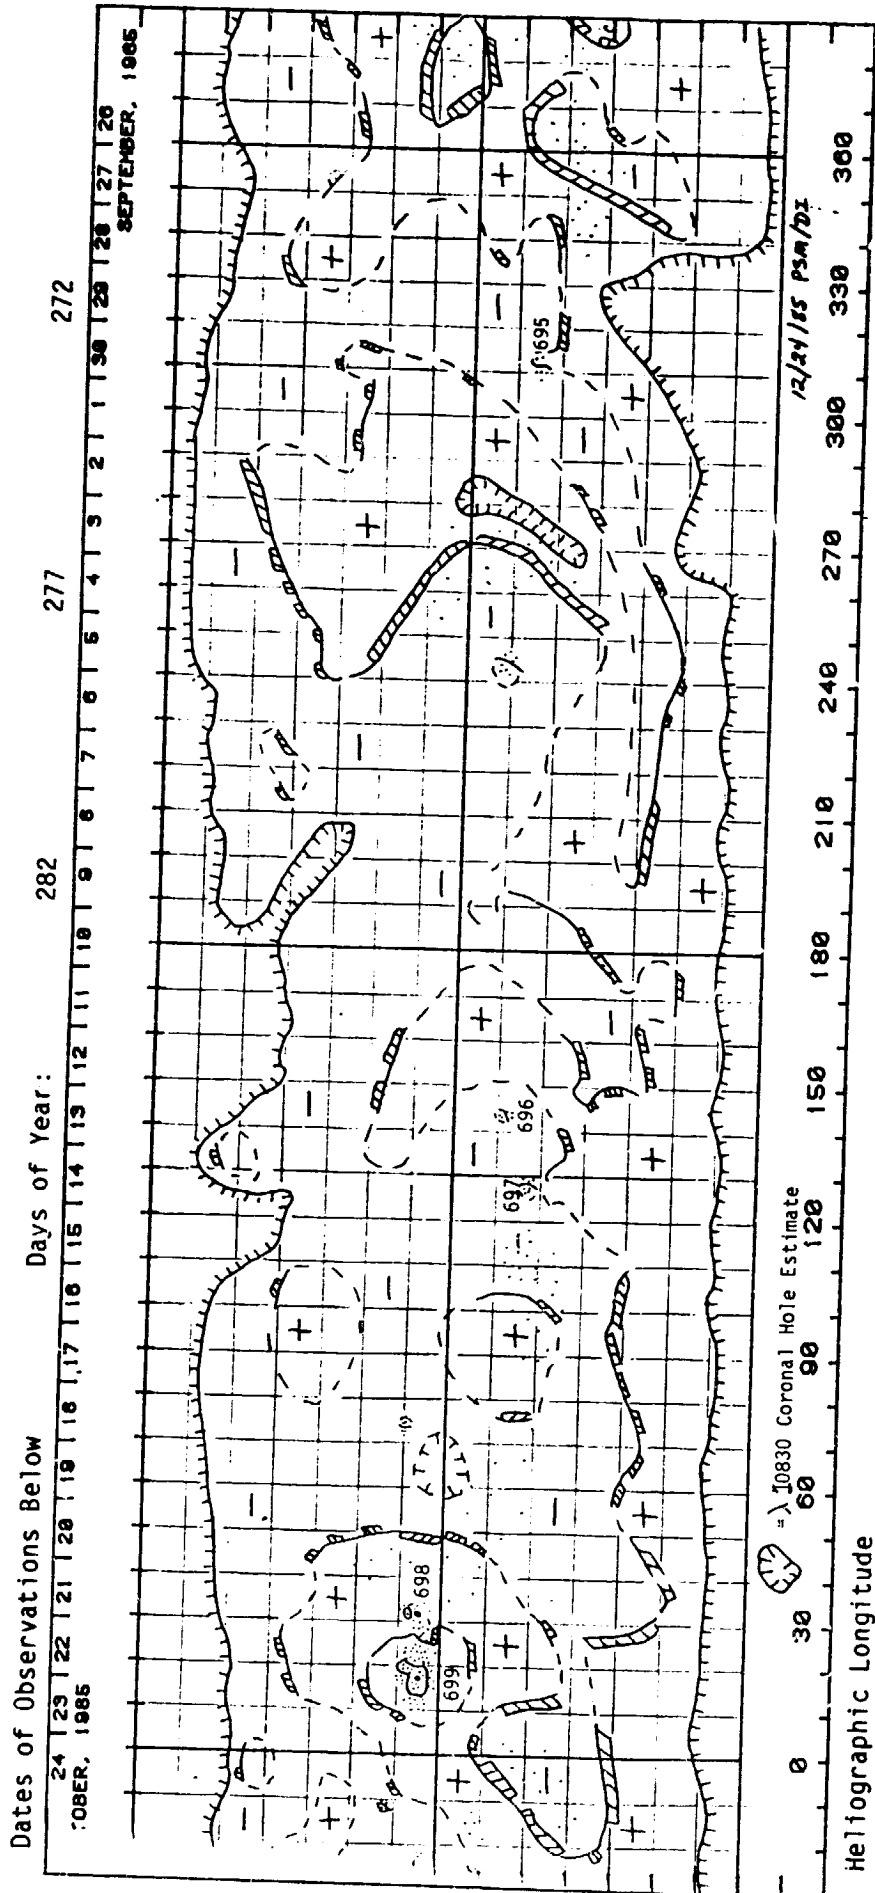 Dates of Observations Below
Days of Year:
282
277
272
24 | 23 | 22 | 21 | 20 | 19 | 18 | 17 | 16 | 15 | 14 | 13 | 12 | 11 | 10 | 9 | 8 | 7 | 6 | 5 | 4 | 3 | 2 | 1 | 30 | 29 | 28 | 27 | 26
TOBER, 1985
SEPTEMBER, 1985
699
698
697
696
695
= λ 10830 Coronal Hole Estimate
12/24/85 PSM/DI
0 30 60 90 120 150 180 210 240 270 300 330 360
Heliographic Longitude